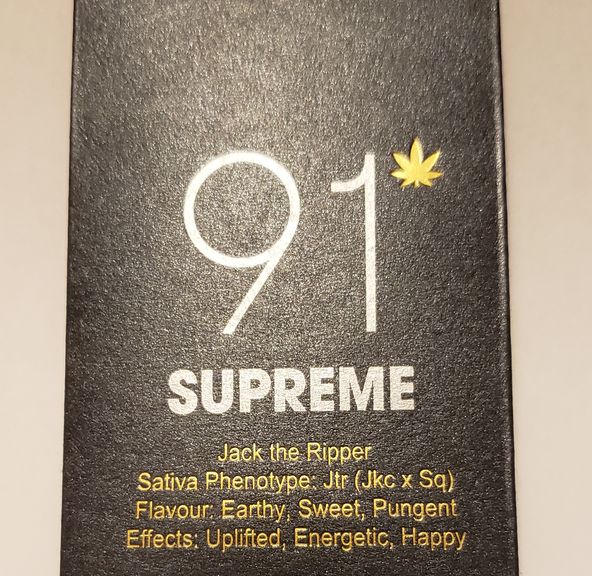 91
SUPREME
Jack the Ripper
Sativa Phenotype: Jtr (Jkc x Sq)
Flavour: Earthy, Sweet, Pungent
Effects: Uplifted, Energetic, Happy